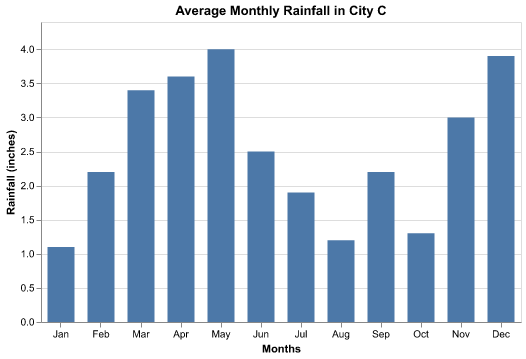 Average Monthly Rainfall in City C
Rainfall (inches)
4.0
3.5
3.0
2.5
2.0
1.5
1.0
0.5
0.0
Jan Feb Mar Apr May Jun Jul Aug Sep Oct Nov Dec
Months